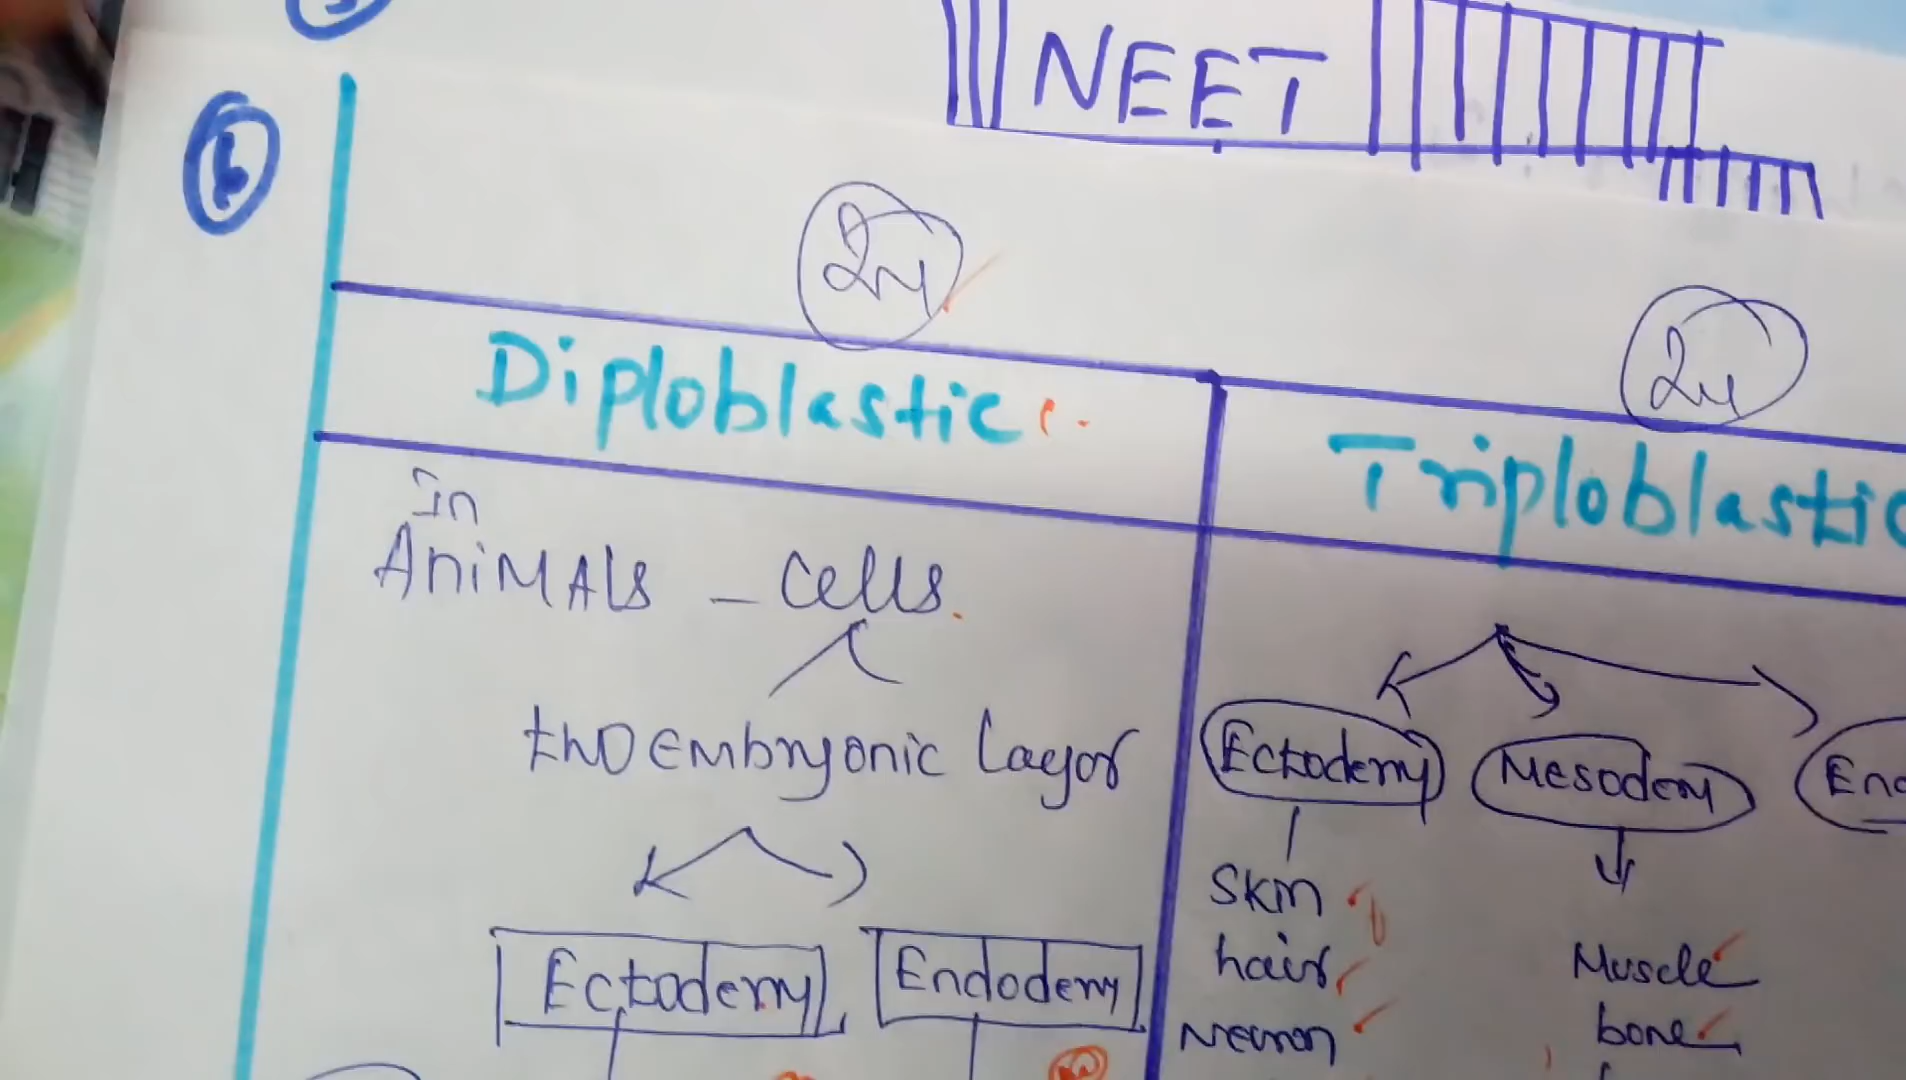 NEET
6
2M
2M
Diploblastic
Triploblastic
In
Animals - cells.
two embryonic layer
Ectoderm
Endoderm
Ectoderm
Mesoderm
End
Skin
hair
neuron
Muscle
bone